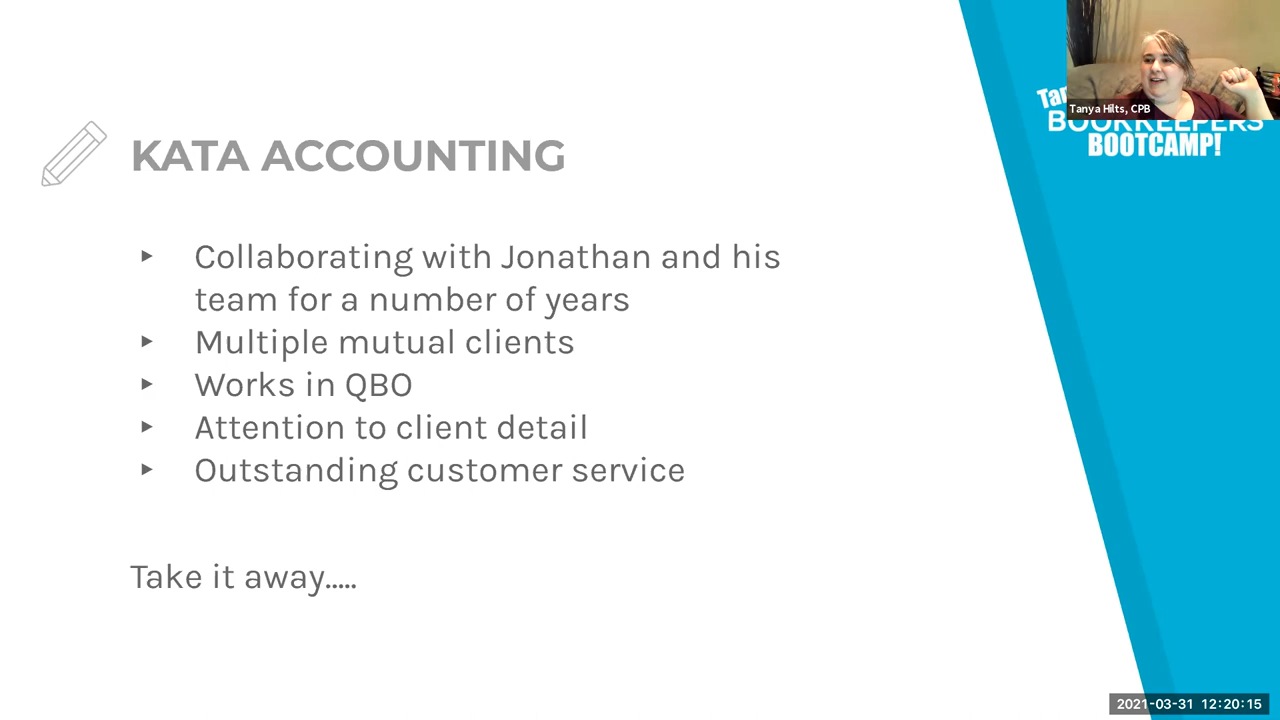 Tanya Hilts, CPB
BOOKKEEPERS
BOOTCAMP!
KATA ACCOUNTING
▸ Collaborating with Jonathan and his
team for a number of years
▸ Multiple mutual clients
▸ Works in QBO
▸ Attention to client detail
▸ Outstanding customer service
Take it away.....
2021-03-31 12:20:15